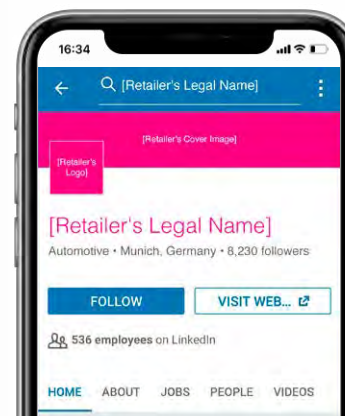 16:34
[Retailer's Legal Name]
[Retailer's Cover Image]
[Retailer's
Logo]
[Retailer's Legal Name]
Automotive • Munich, Germany • 8,230 followers
FOLLOW
VISIT WEB...
536 employees on LinkedIn
HOME ABOUT JOBS PEOPLE VIDEOS